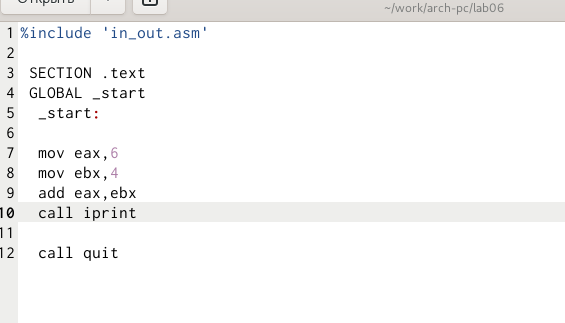 Открыть
~/work/arch-pc/lab06
1 %include 'in_out.asm'
2
3 SECTION .text
4 GLOBAL _start
5 _start:
6
7 mov eax,6
8 mov ebx,4
9 add eax,ebx
10 call iprint
11
12 call quit